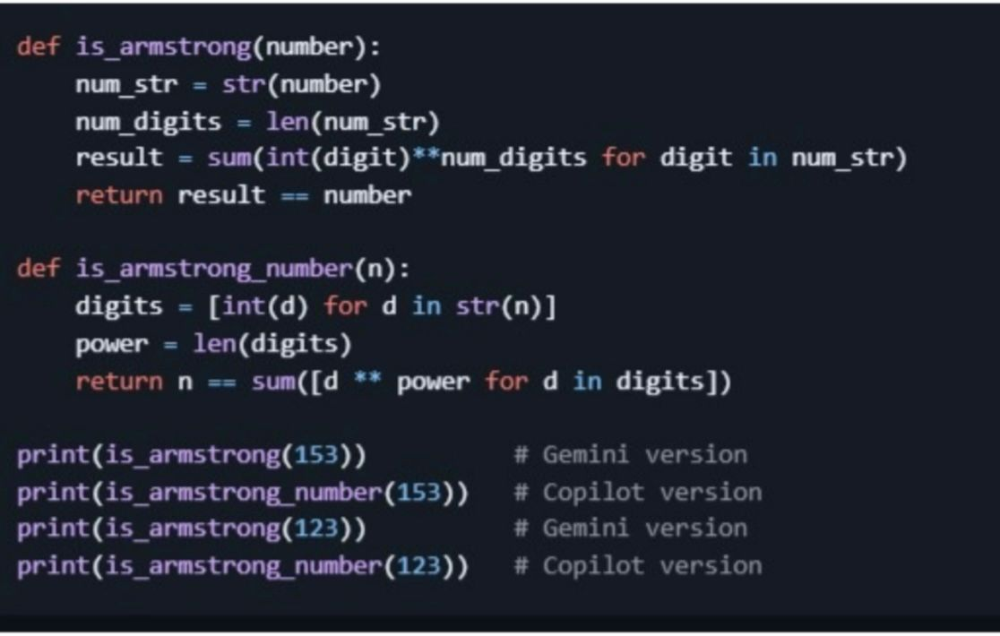 def is_armstrong(number):
    num_str = str(number)
    num_digits = len(num_str)
    result = sum(int(digit)**num_digits for digit in num_str)
    return result == number

def is_armstrong_number(n):
    digits = [int(d) for d in str(n)]
    power = len(digits)
    return n == sum([d ** power for d in digits])

print(is_armstrong(153))          # Gemini version
print(is_armstrong_number(153))   # Copilot version
print(is_armstrong(123))          # Gemini version
print(is_armstrong_number(123))   # Copilot version